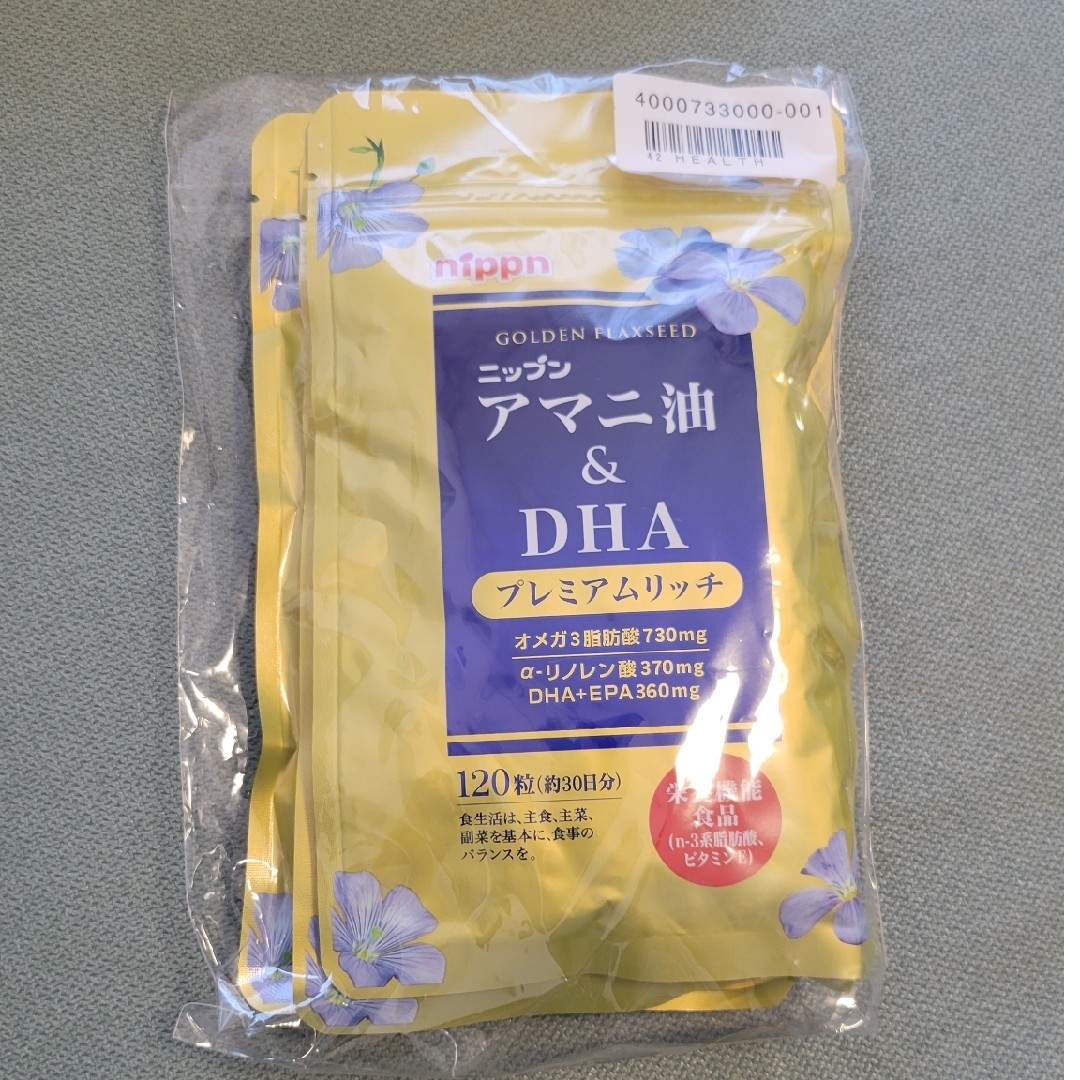 4000733000-001
42 HEALTH
nippn
GOLDEN FLAXSEED
ニップン
アマニ油
&
DHA
プレミアムリッチ
オメガ3脂肪酸730mg
α-リノレン酸370mg
DHA+EPA360mg
120粒(約30日分)
食生活は、主食、主菜、
副菜を基本に、食事の
バランスを。
栄養機能
食品
(n-3系脂肪酸、
ビタミンE)